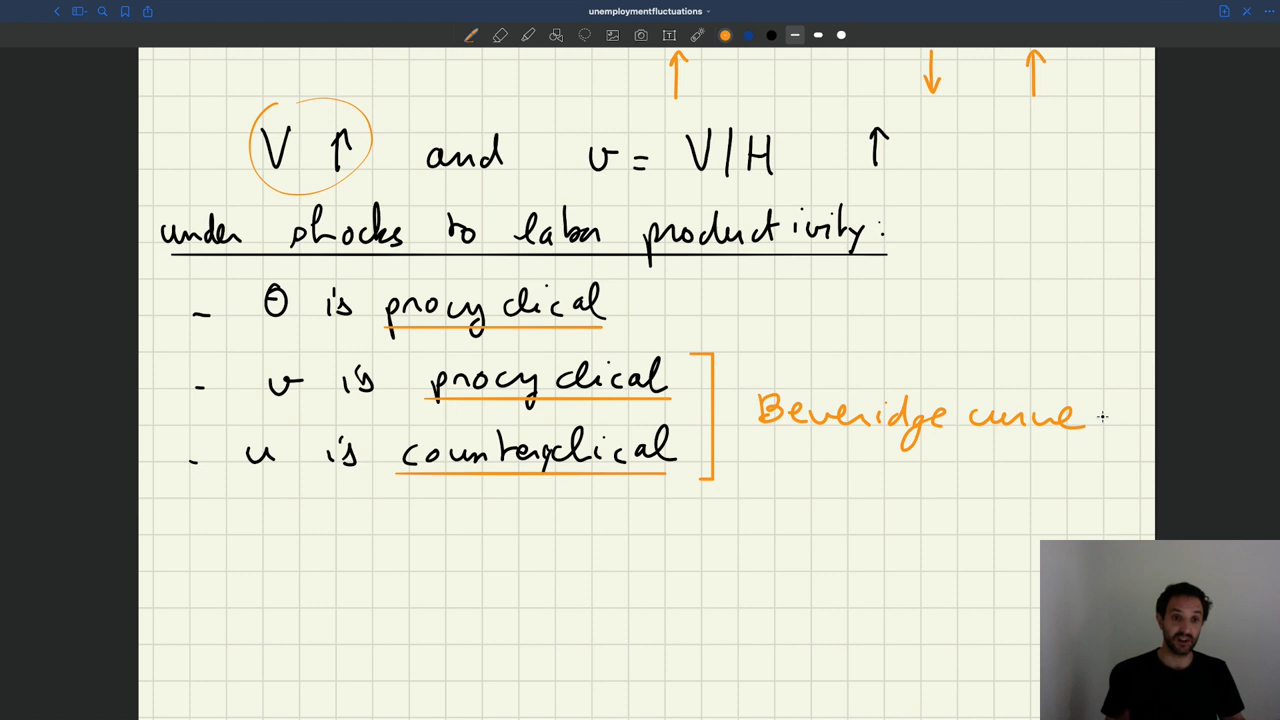 unemploymentfluctuations
V ↑ and v = V/H ↑
under shocks to labor productivity:
- θ is procyclical
- v is procyclical
- u is countercyclical
Beveridge curve